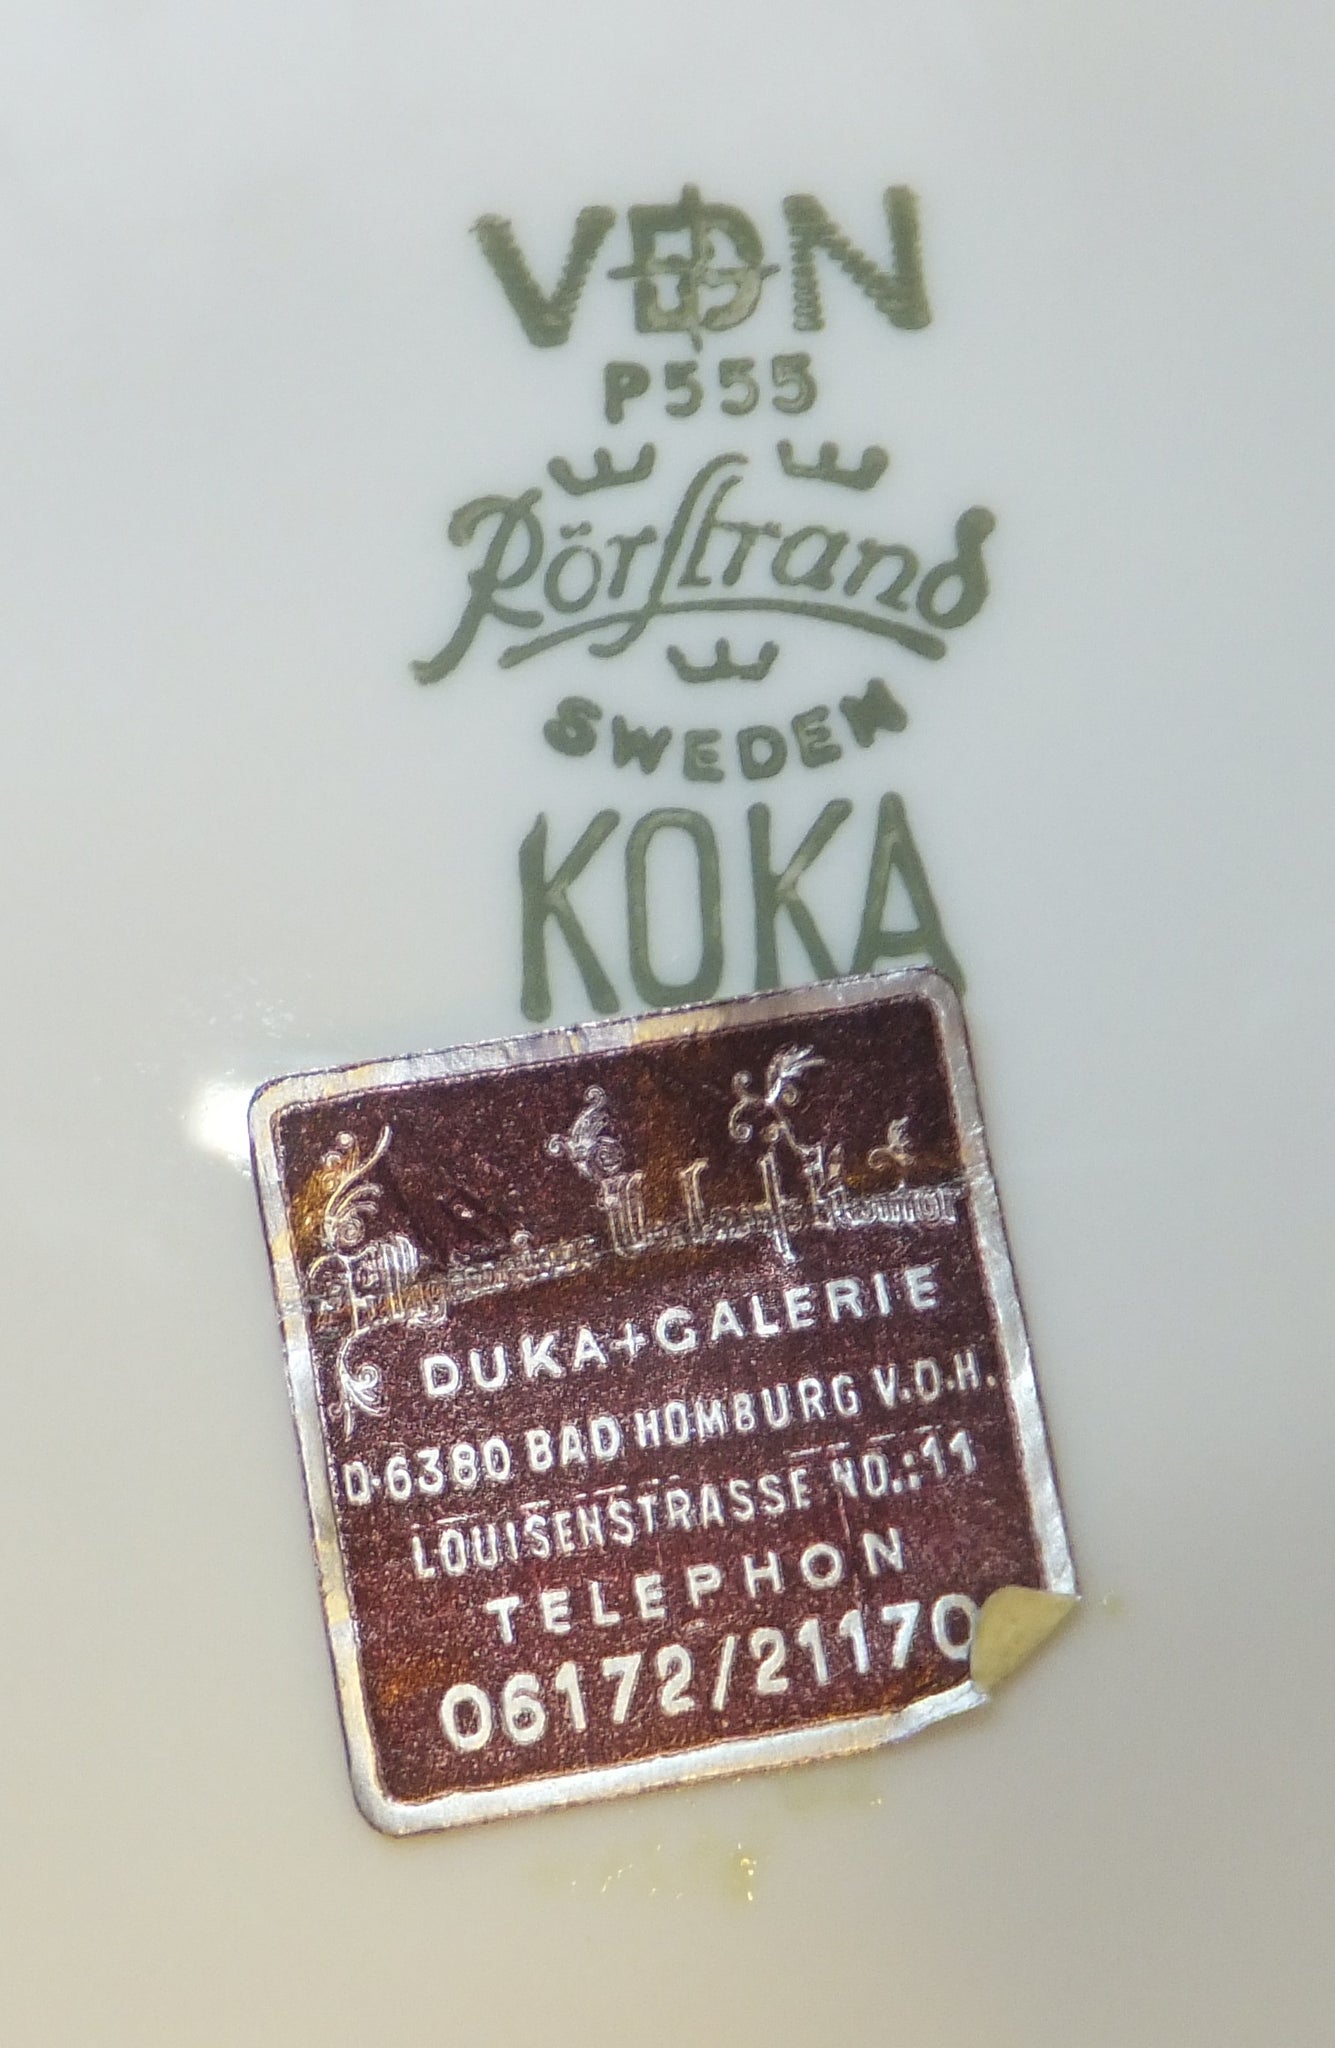 VDN
P555
Rörstrand
SWEDEN
KOKA
DUKA+GALERIE
D-6380 BAD HOMBURG V.D.H.
LOUISENSTRASSE NO.:11
TELEPHON
06172/21170